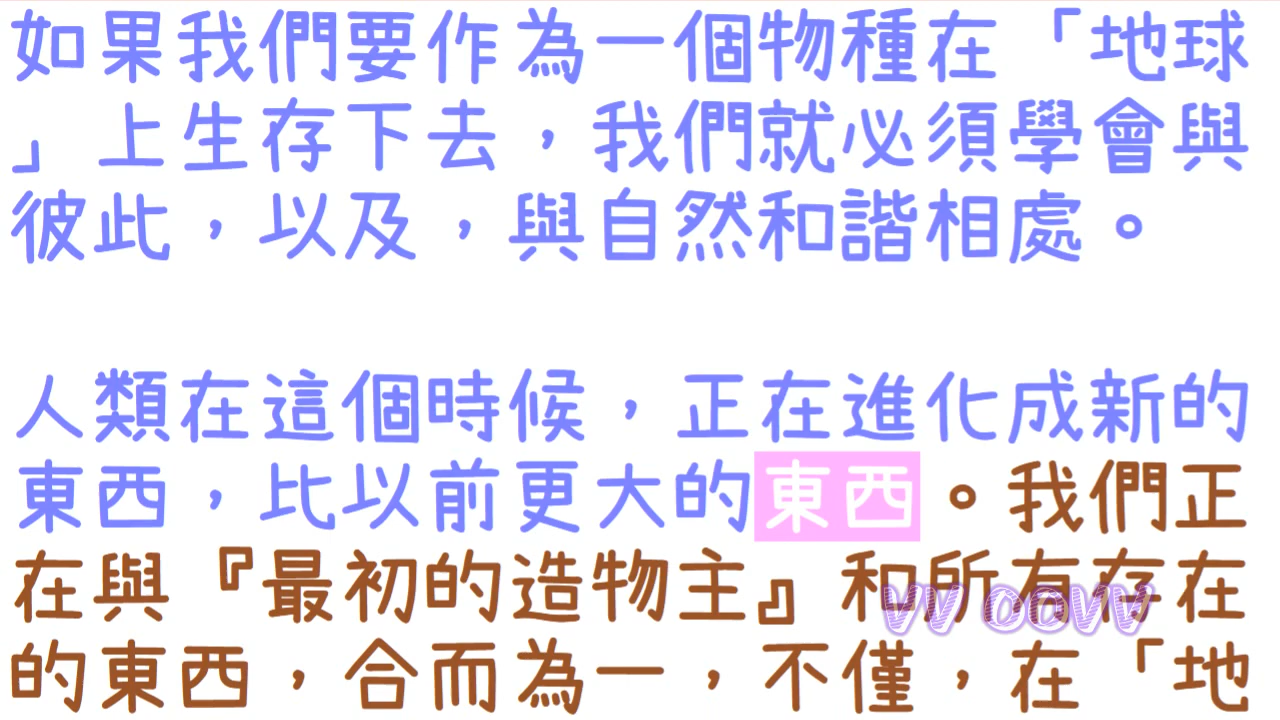 如果我們要作為一個物種在「地球
」上生存下去，我們就必須學會與
彼此，以及，與自然和諧相處。
人類在這個時候，正在進化成新的
東西，比以前更大的東西。我們正
在與『最初的造物主』和所有存在
的東西，合而為一，不僅，在「地
vv oovv